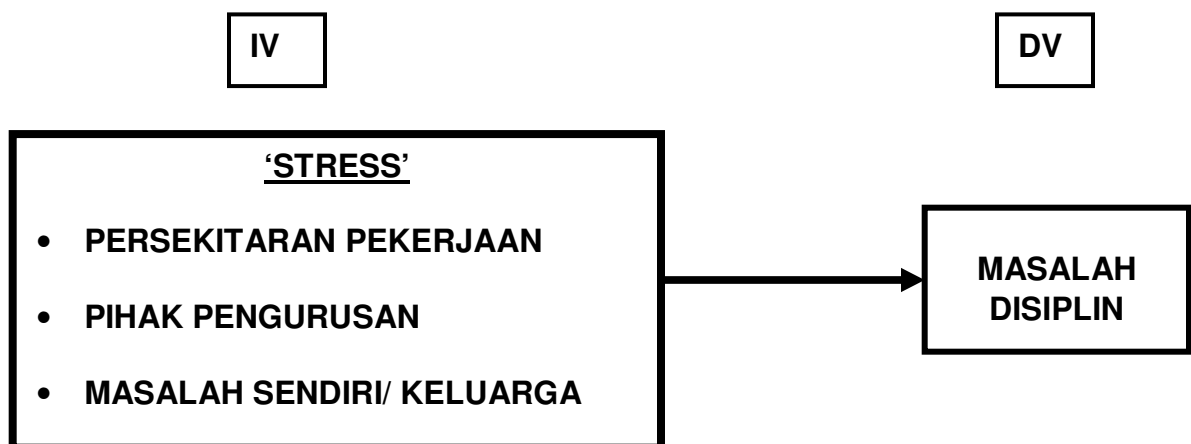 IV
DV
‘STRESS’
• PERSEKITARAN PEKERJAAN
• PIHAK PENGURUSAN
• MASALAH SENDIRI/ KELUARGA
MASALAH
DISIPLIN